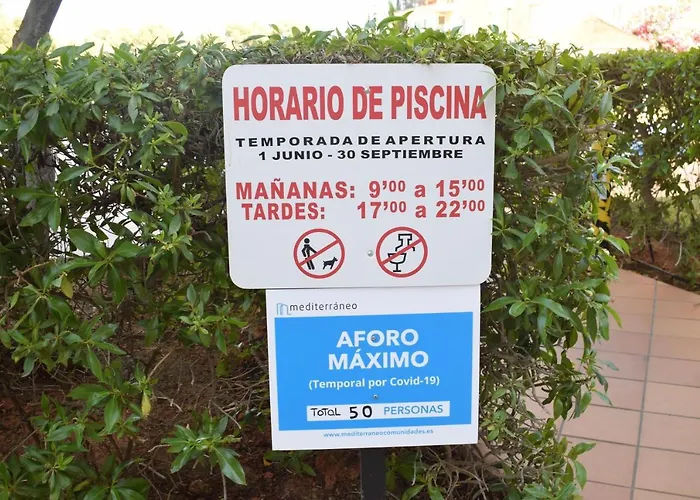 HORARIO DE PISCINA
TEMPORADA DE APERTURA
1 JUNIO - 30 SEPTIEMBRE
MAÑANAS: 9'00 a 15'00
TARDES: 17'00 a 22'00
mediterráneo
AFORO
MÁXIMO
(Temporal por Covid-19)
TOTAL 50 PERSONAS
www.mediterraneocomunidades.es